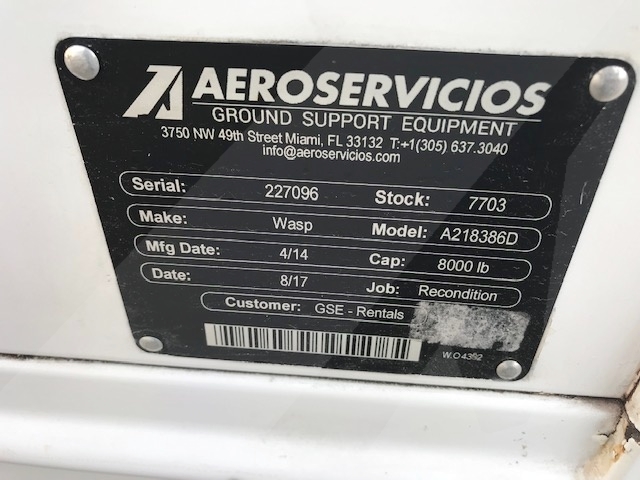 AEROSERVICIOS
GROUND SUPPORT EQUIPMENT
3750 NW 49th Street Miami, FL 33132 T:+1(305) 637.3040
info@aeroservicios.com
Serial: 227096 Stock: 7703
Make: Wasp Model: A218386D
Mfg Date: 4/14 Cap: 8000 lb
Date: 8/17 Job: Recondition
Customer: GSE - Rentals
W.O4392